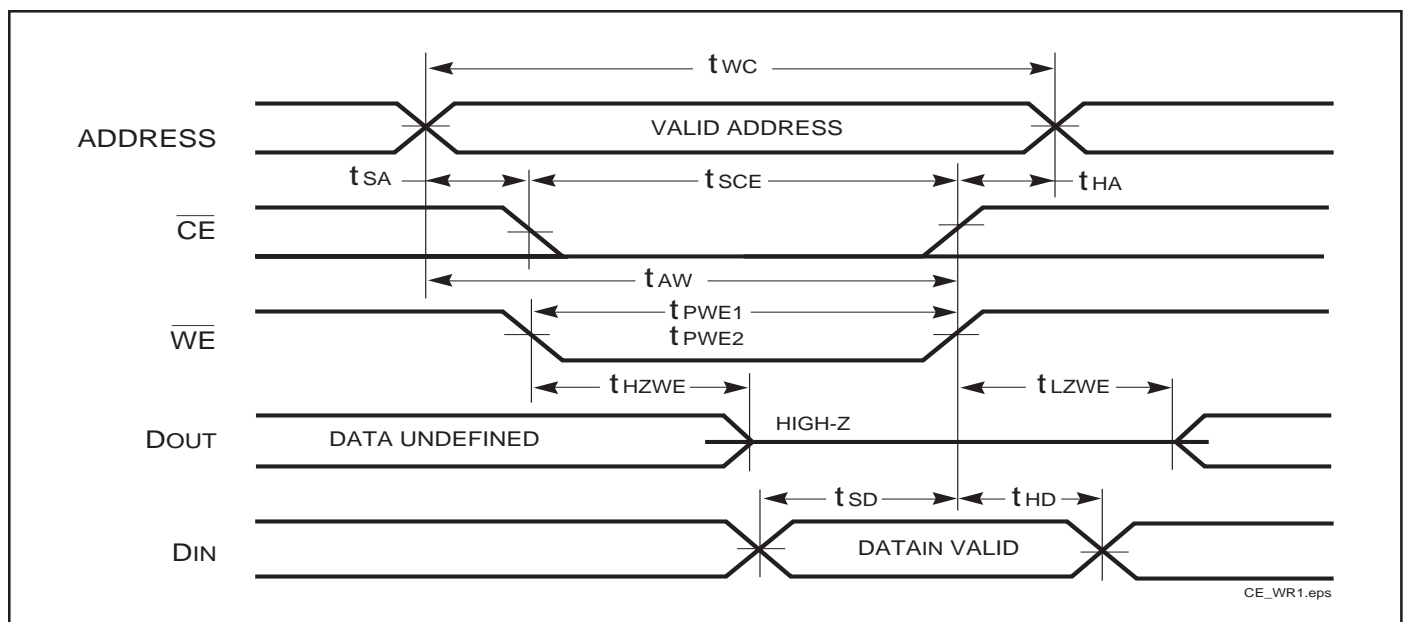 tWC
ADDRESS
VALID ADDRESS
tSA
tSCE
tHA
CE
tAW
tPWE1
WE
tPWE2
tHZWE
tLZWE
DOUT
DATA UNDEFINED
HIGH-Z
tSD
tHD
DIN
DATAIN VALID
CE_WR1.eps